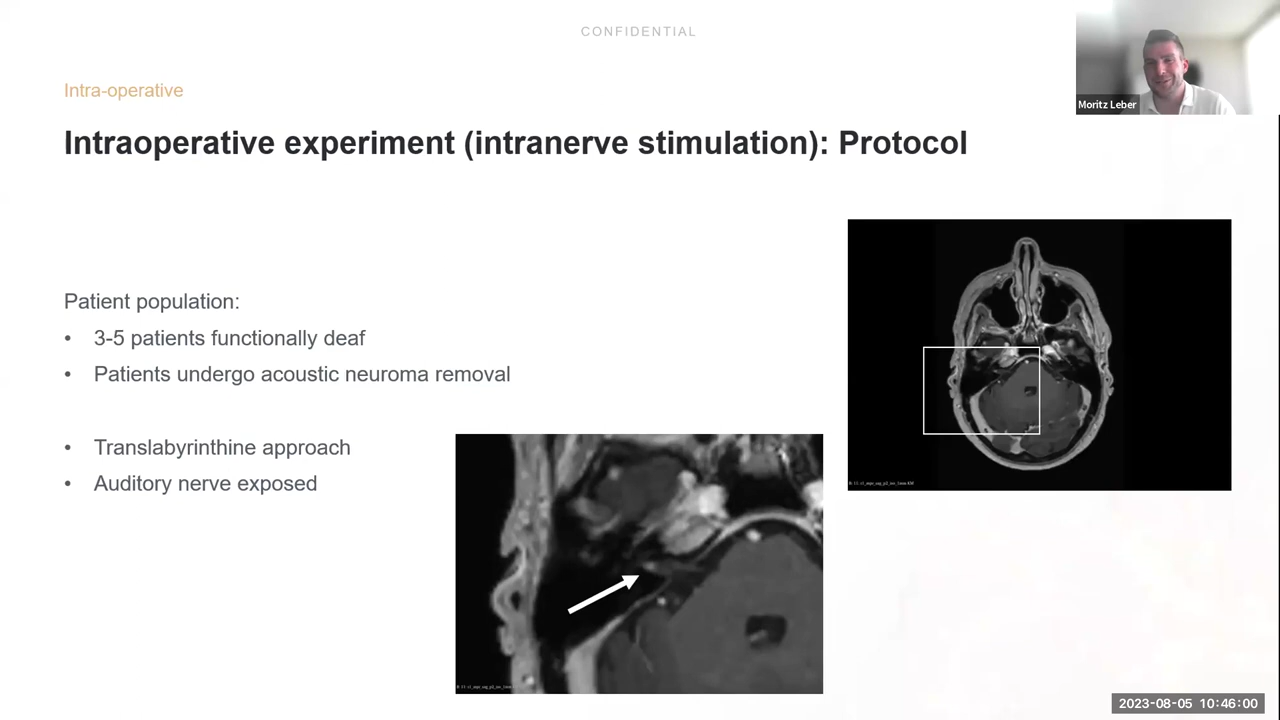 CONFIDENTIAL
Moritz Leber
Intra-operative
Intraoperative experiment (intranerve stimulation): Protocol
Patient population:
• 3-5 patients functionally deaf
• Patients undergo acoustic neuroma removal
• Translabyrinthine approach
• Auditory nerve exposed
2023-08-05 10:46:00